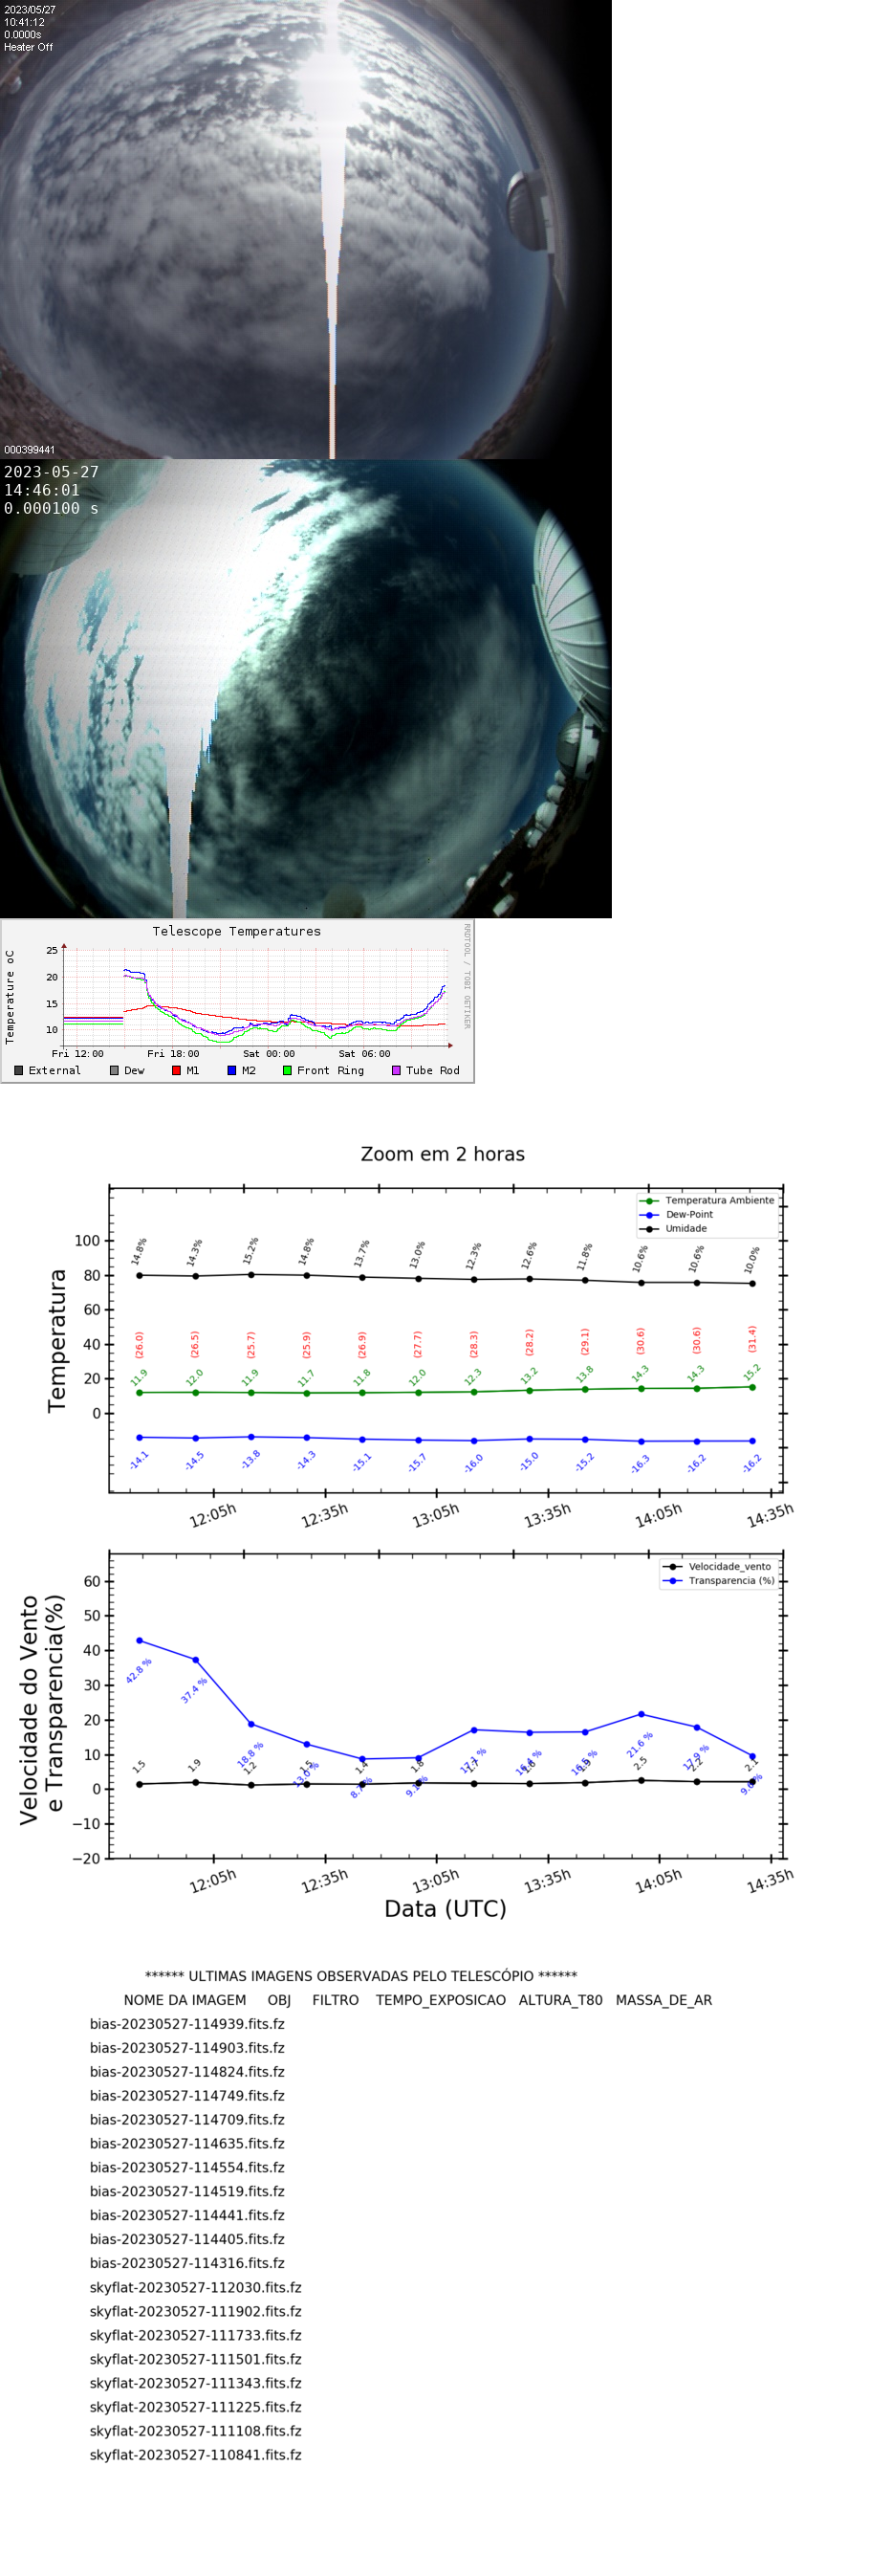 2023/05/27
10:41:12
0.0000s
Heater Off
000399441
2023-05-27
14:46:01
0.000100 s
Telescope Temperatures
RRDTOOL / TOBI OETIKER
Temperature oC
25
20
15
10
Fri 12:00 Fri 18:00 Sat 00:00 Sat 06:00
External Dew M1 M2 Front Ring Tube Rod
Zoom em 2 horas
Temperatura Ambiente
Dew-Point
Umidade
Temperatura
100
80
60
40
20
0
14.8% 14.3% 15.2% 14.8% 13.7% 13.0% 12.3% 12.6% 11.8% 10.6% 10.6% 10.0%
(26.0) (26.5) (25.7) (25.9) (26.9) (27.7) (28.3) (28.2) (29.1) (30.6) (30.6) (31.4)
11.9 12.0 11.9 11.7 11.8 12.0 12.3 13.2 13.8 14.3 14.3 15.2
-14.1 -14.5 -13.8 -14.3 -15.1 -15.7 -16.0 -15.0 -15.2 -16.3 -16.2 -16.2
12:05h 12:35h 13:05h 13:35h 14:05h 14:35h
Velocidade_vento
Transparencia (%)
Velocidade do Vento
e Transparencia(%)
60
50
40
30
20
10
0
−10
−20
42.8 % 37.4 % 18.8 % 21.6 % 17.9 %
1.5 1.9 1.2 1.4 1.8 2.5 2.2 2.1
12:05h 12:35h 13:05h 13:35h 14:05h 14:35h
Data (UTC)
****** ULTIMAS IMAGENS OBSERVADAS PELO TELESCÓPIO ******
NOME DA IMAGEM OBJ FILTRO TEMPO_EXPOSICAO ALTURA_T80 MASSA_DE_AR
bias-20230527-114939.fits.fz
bias-20230527-114903.fits.fz
bias-20230527-114824.fits.fz
bias-20230527-114749.fits.fz
bias-20230527-114709.fits.fz
bias-20230527-114635.fits.fz
bias-20230527-114554.fits.fz
bias-20230527-114519.fits.fz
bias-20230527-114441.fits.fz
bias-20230527-114405.fits.fz
bias-20230527-114316.fits.fz
skyflat-20230527-112030.fits.fz
skyflat-20230527-111902.fits.fz
skyflat-20230527-111733.fits.fz
skyflat-20230527-111501.fits.fz
skyflat-20230527-111343.fits.fz
skyflat-20230527-111225.fits.fz
skyflat-20230527-111108.fits.fz
skyflat-20230527-110841.fits.fz